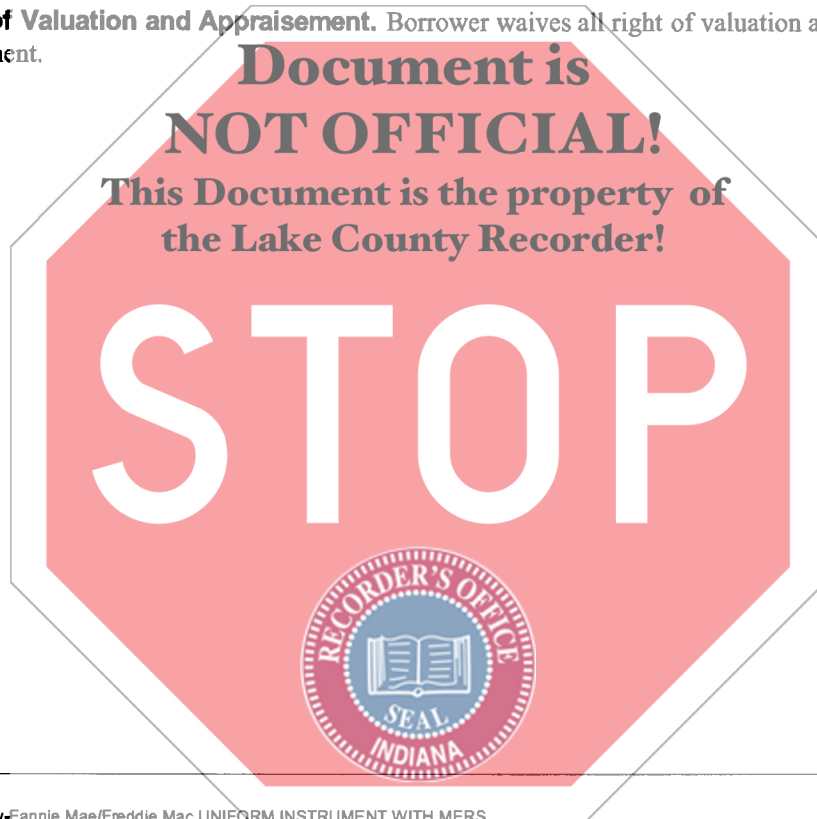 of Valuation and Appraisement. Borrower waives all right of valuation a
ent.
Document is
NOT OFFICIAL!
This Document is the property of
the Lake County Recorder!
STOP
RECORDER'S OFFICE
SEAL
INDIANA
y-Fannie Mae/Freddie Mac UNIFORM INSTRUMENT WITH MERS